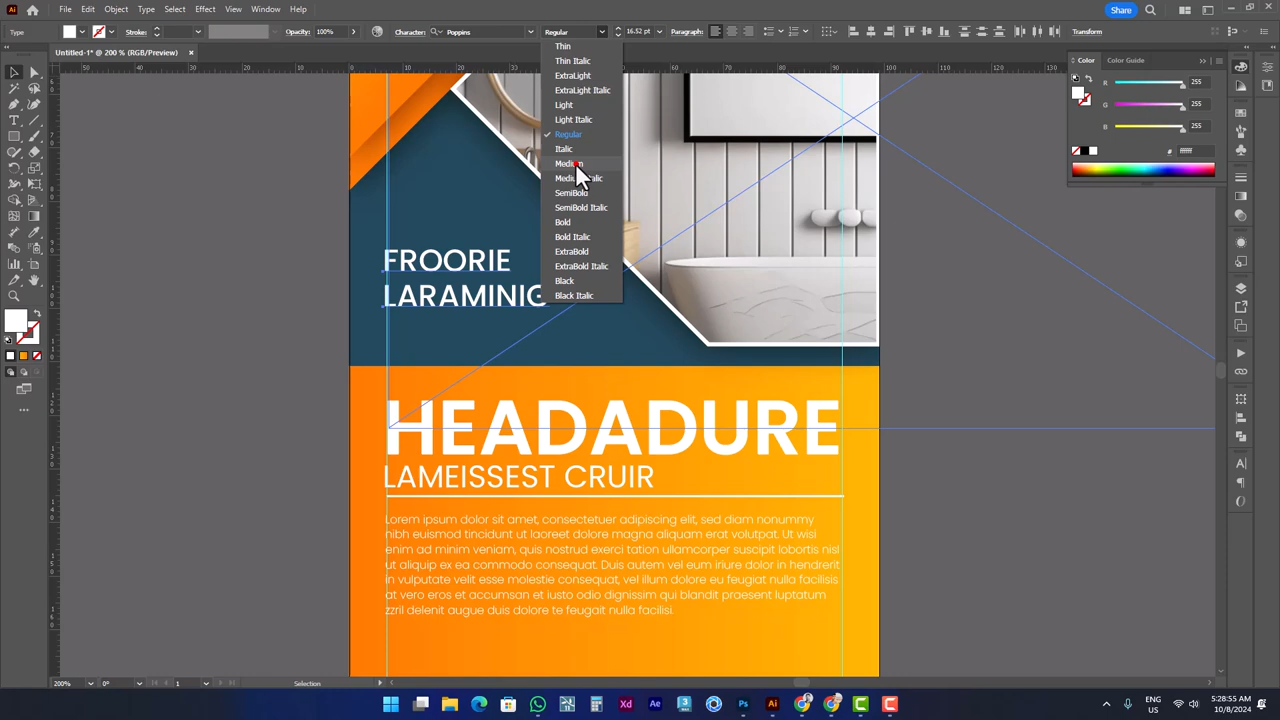 File Edit Object Type Select Effect View Window Help
Share
Type
Stroke:
Opacity: 100%
Character: Poppins
Regular
16.52 pt
Paragraph:
Transform
Untitled-1* @ 200 % (RGB/Preview)
Color Color Guide
R 255
G 255
B 255
# ffffff
Thin
Thin Italic
ExtraLight
ExtraLight Italic
Light
Light Italic
Regular
Italic
Medium
Medium Italic
SemiBold
SemiBold Italic
Bold
Bold Italic
ExtraBold
ExtraBold Italic
Black
Black Italic
FROORIE
LARAMINIG
HEADADURE
LAMEISSEST CRUIR
Lorem ipsum dolor sit amet, consectetuer adipiscing elit, sed diam nonummy
nibh euismod tincidunt ut laoreet dolore magna aliquam erat volutpat. Ut wisi
enim ad minim veniam, quis nostrud exerci tation ullamcorper suscipit lobortis nisl
ut aliquip ex ea commodo consequat. Duis autem vel eum iriure dolor in hendrerit
in vulputate velit esse molestie consequat, vel illum dolore eu feugiat nulla facilisis
at vero eros et accumsan et iusto odio dignissim qui blandit praesent luptatum
zzril delenit augue duis dolore te feugait nulla facilisi.
200% 0° 1 Selection
ENG
US
5:28:55 AM
10/8/2024